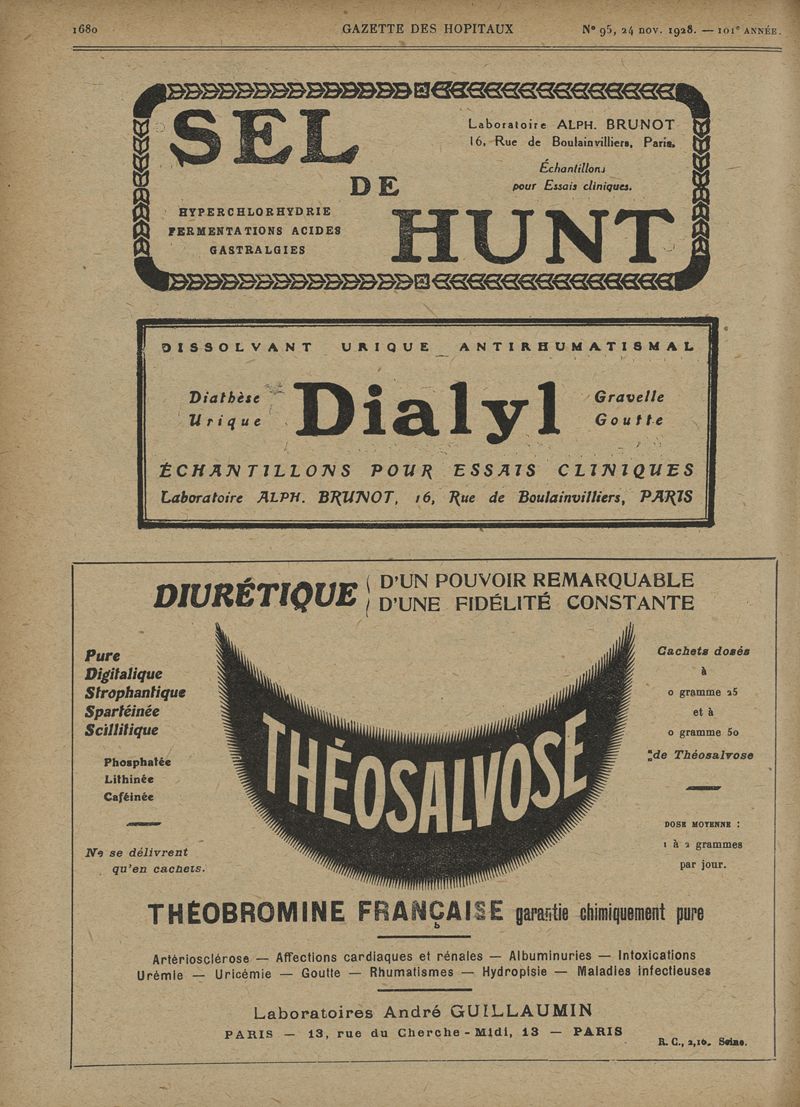 1680
GAZETTE DES HOPITAUX
Nº 95, 24 nov. 1928. — 101e ANNÉE.
SEL
Laboratoire ALPH. BRUNOT
16, Rue de Boulainvilliers, Paris.
DE
Échantillons
pour Essais cliniques.
HYPERCHLORHYDRIE
FERMENTATIONS ACIDES
GASTRALGIES
HUNT
DISSOLVANT URIQUE ANTIRHUMATISMAL
Diathèse
Urique
Dialyl
Gravelle
Goutte
ÉCHANTILLONS POUR ESSAIS CLINIQUES
Laboratoire ALPH. BRUNOT, 16, Rue de Boulainvilliers, PARIS
DIURÉTIQUE
D'UN POUVOIR REMARQUABLE
D'UNE FIDÉLITÉ CONSTANTE
Pure
Digitalique
Strophantique
Spartéinée
Scillitique
Phosphatée
Lithinée
Caféinée
Ne se délivrent
qu'en cachets.
THÉOSALVOSE
Cachets dosés
à
0 gramme 25
et à
0 gramme 50
de Théosalvose
DOSE MOYENNE :
1 à 2 grammes
par jour.
THÉOBROMINE FRANÇAISE garantie chimiquement pure
Artériosclérose — Affections cardiaques et rénales — Albuminuries — Intoxications
Urémie — Uricémie — Goutte — Rhumatismes — Hydropisie — Maladies infectieuses
Laboratoires André GUILLAUMIN
PARIS — 13, rue du Cherche-Midi, 13 — PARIS
R. C., Seine.